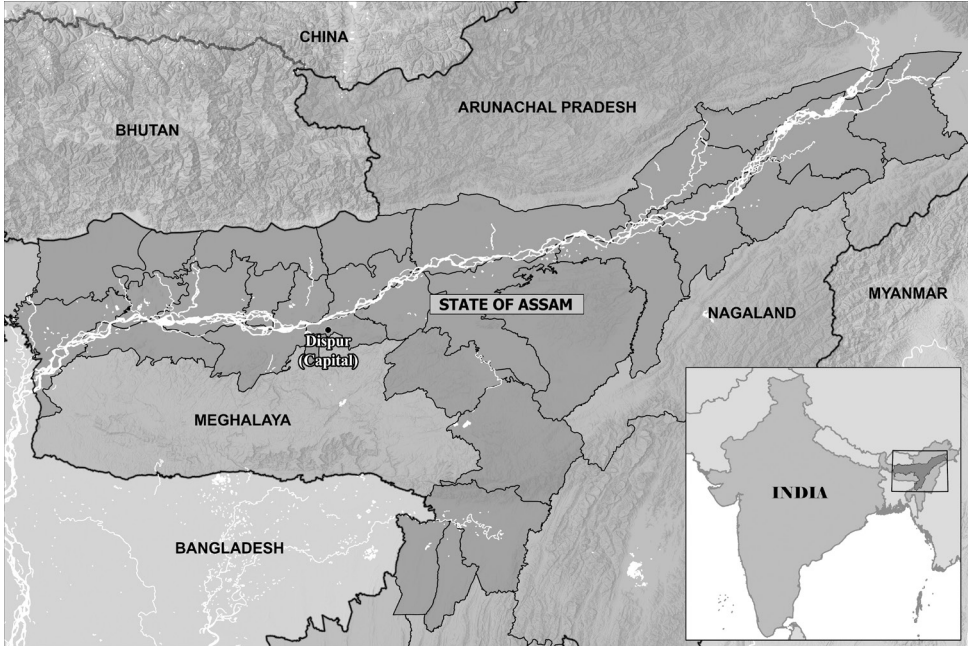 CHINA
ARUNACHAL PRADESH
BHUTAN
STATE OF ASSAM
MYANMAR
NAGALAND
Dispur
(Capital)
MEGHALAYA
INDIA
BANGLADESH